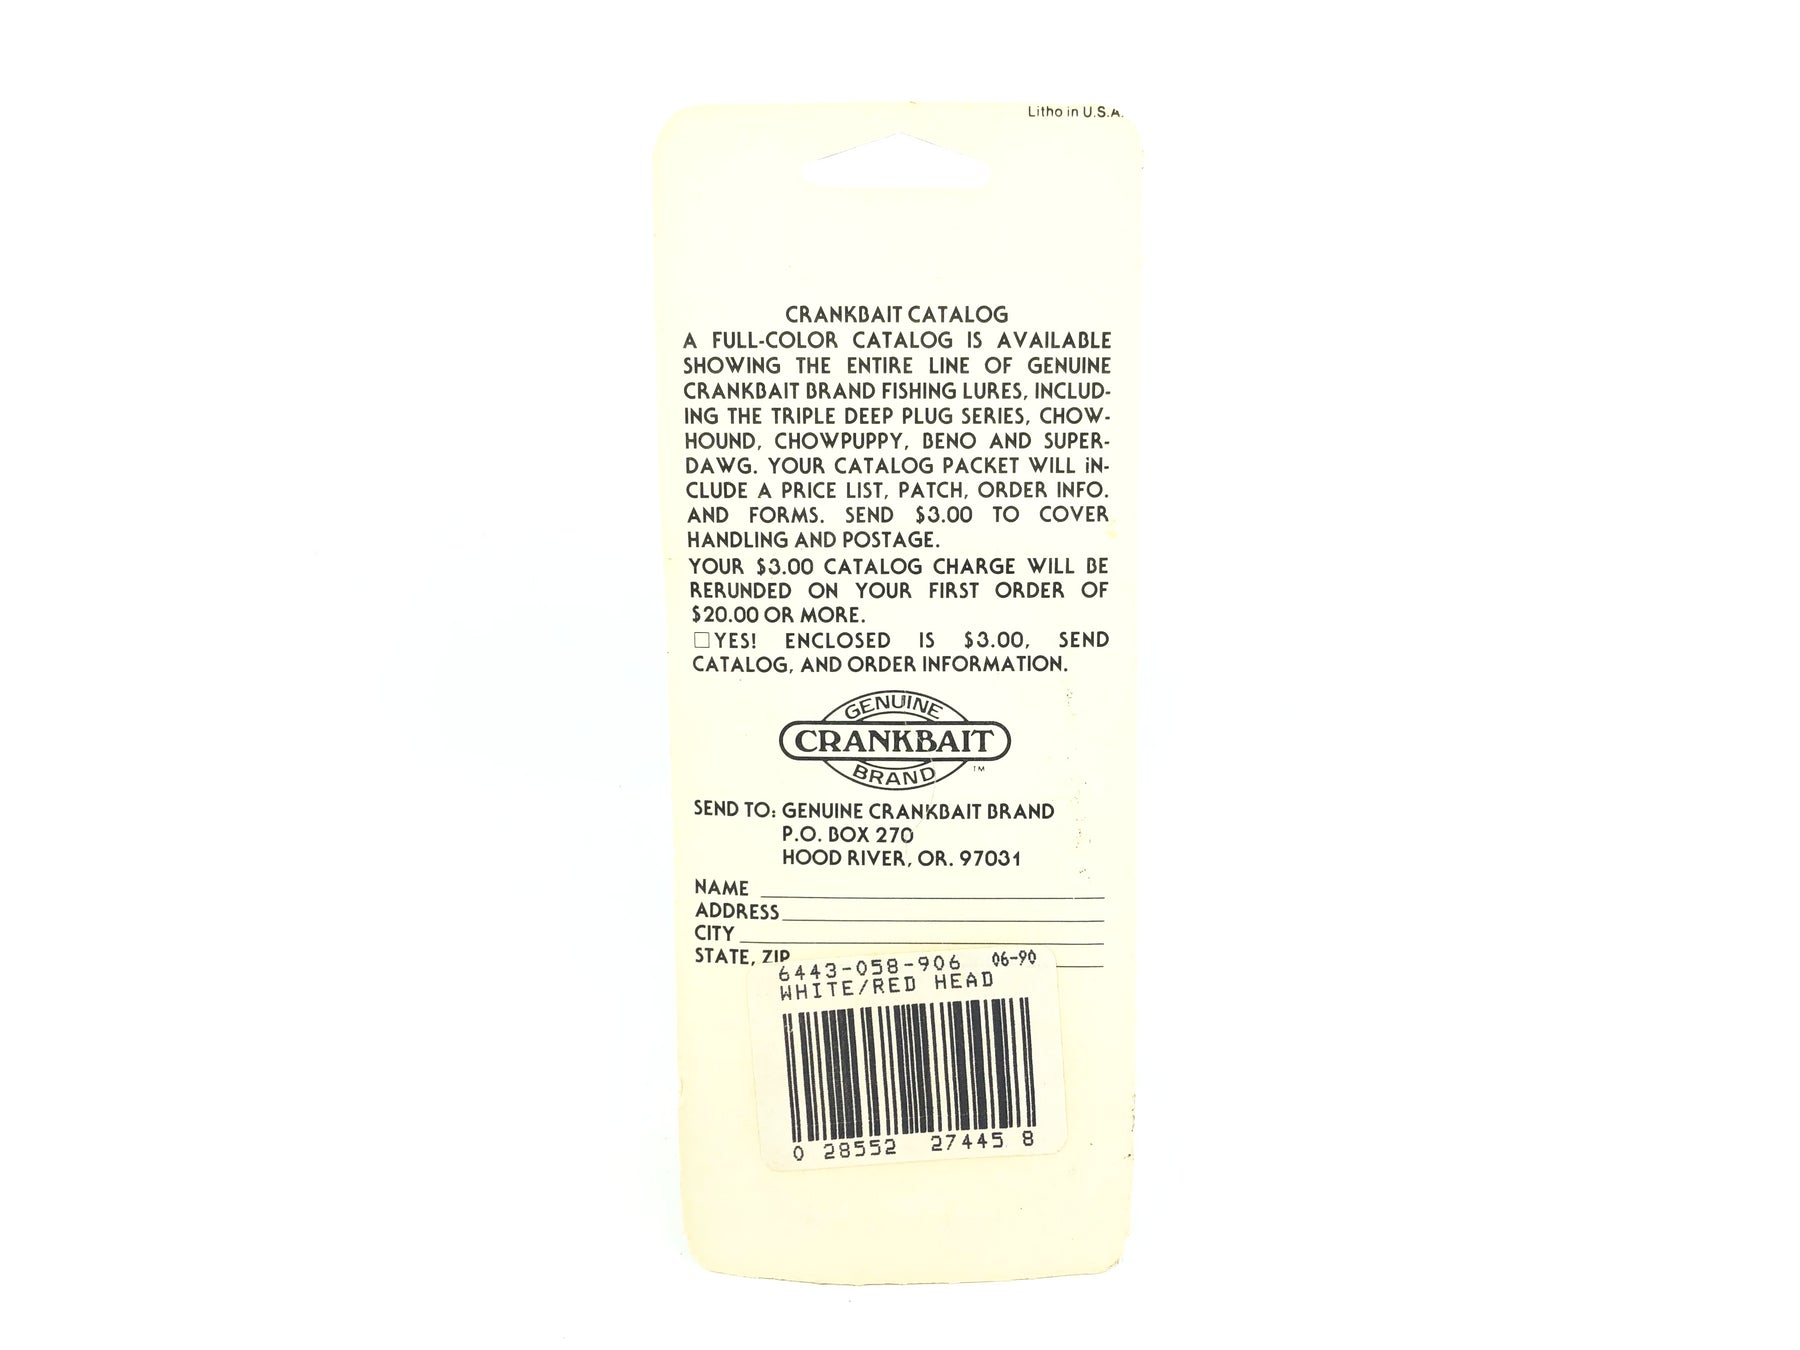 Litho in U.S.A.
CRANKBAIT CATALOG
A FULL-COLOR CATALOG IS AVAILABLE
SHOWING THE ENTIRE LINE OF GENUINE
CRANKBAIT BRAND FISHING LURES, INCLUD-
ING THE TRIPLE DEEP PLUG SERIES, CHOW-
HOUND, CHOWPUPPY, BENO AND SUPER-
DAWG. YOUR CATALOG PACKET WILL iN-
CLUDE A PRICE LIST, PATCH, ORDER INFO.
AND FORMS. SEND $3.00 TO COVER
HANDLING AND POSTAGE.
YOUR $3.00 CATALOG CHARGE WILL BE
RERUNDED ON YOUR FIRST ORDER OF
$20.00 OR MORE.
☐YES! ENCLOSED IS $3.00, SEND
CATALOG, AND ORDER INFORMATION.
GENUINE
CRANKBAIT
BRAND TM
SEND TO: GENUINE CRANKBAIT BRAND
P.O. BOX 270
HOOD RIVER, OR. 97031
NAME
ADDRESS
CITY
STATE, ZIP
6443-058-906 06-90
WHITE/RED HEAD
0 28552 27445 8